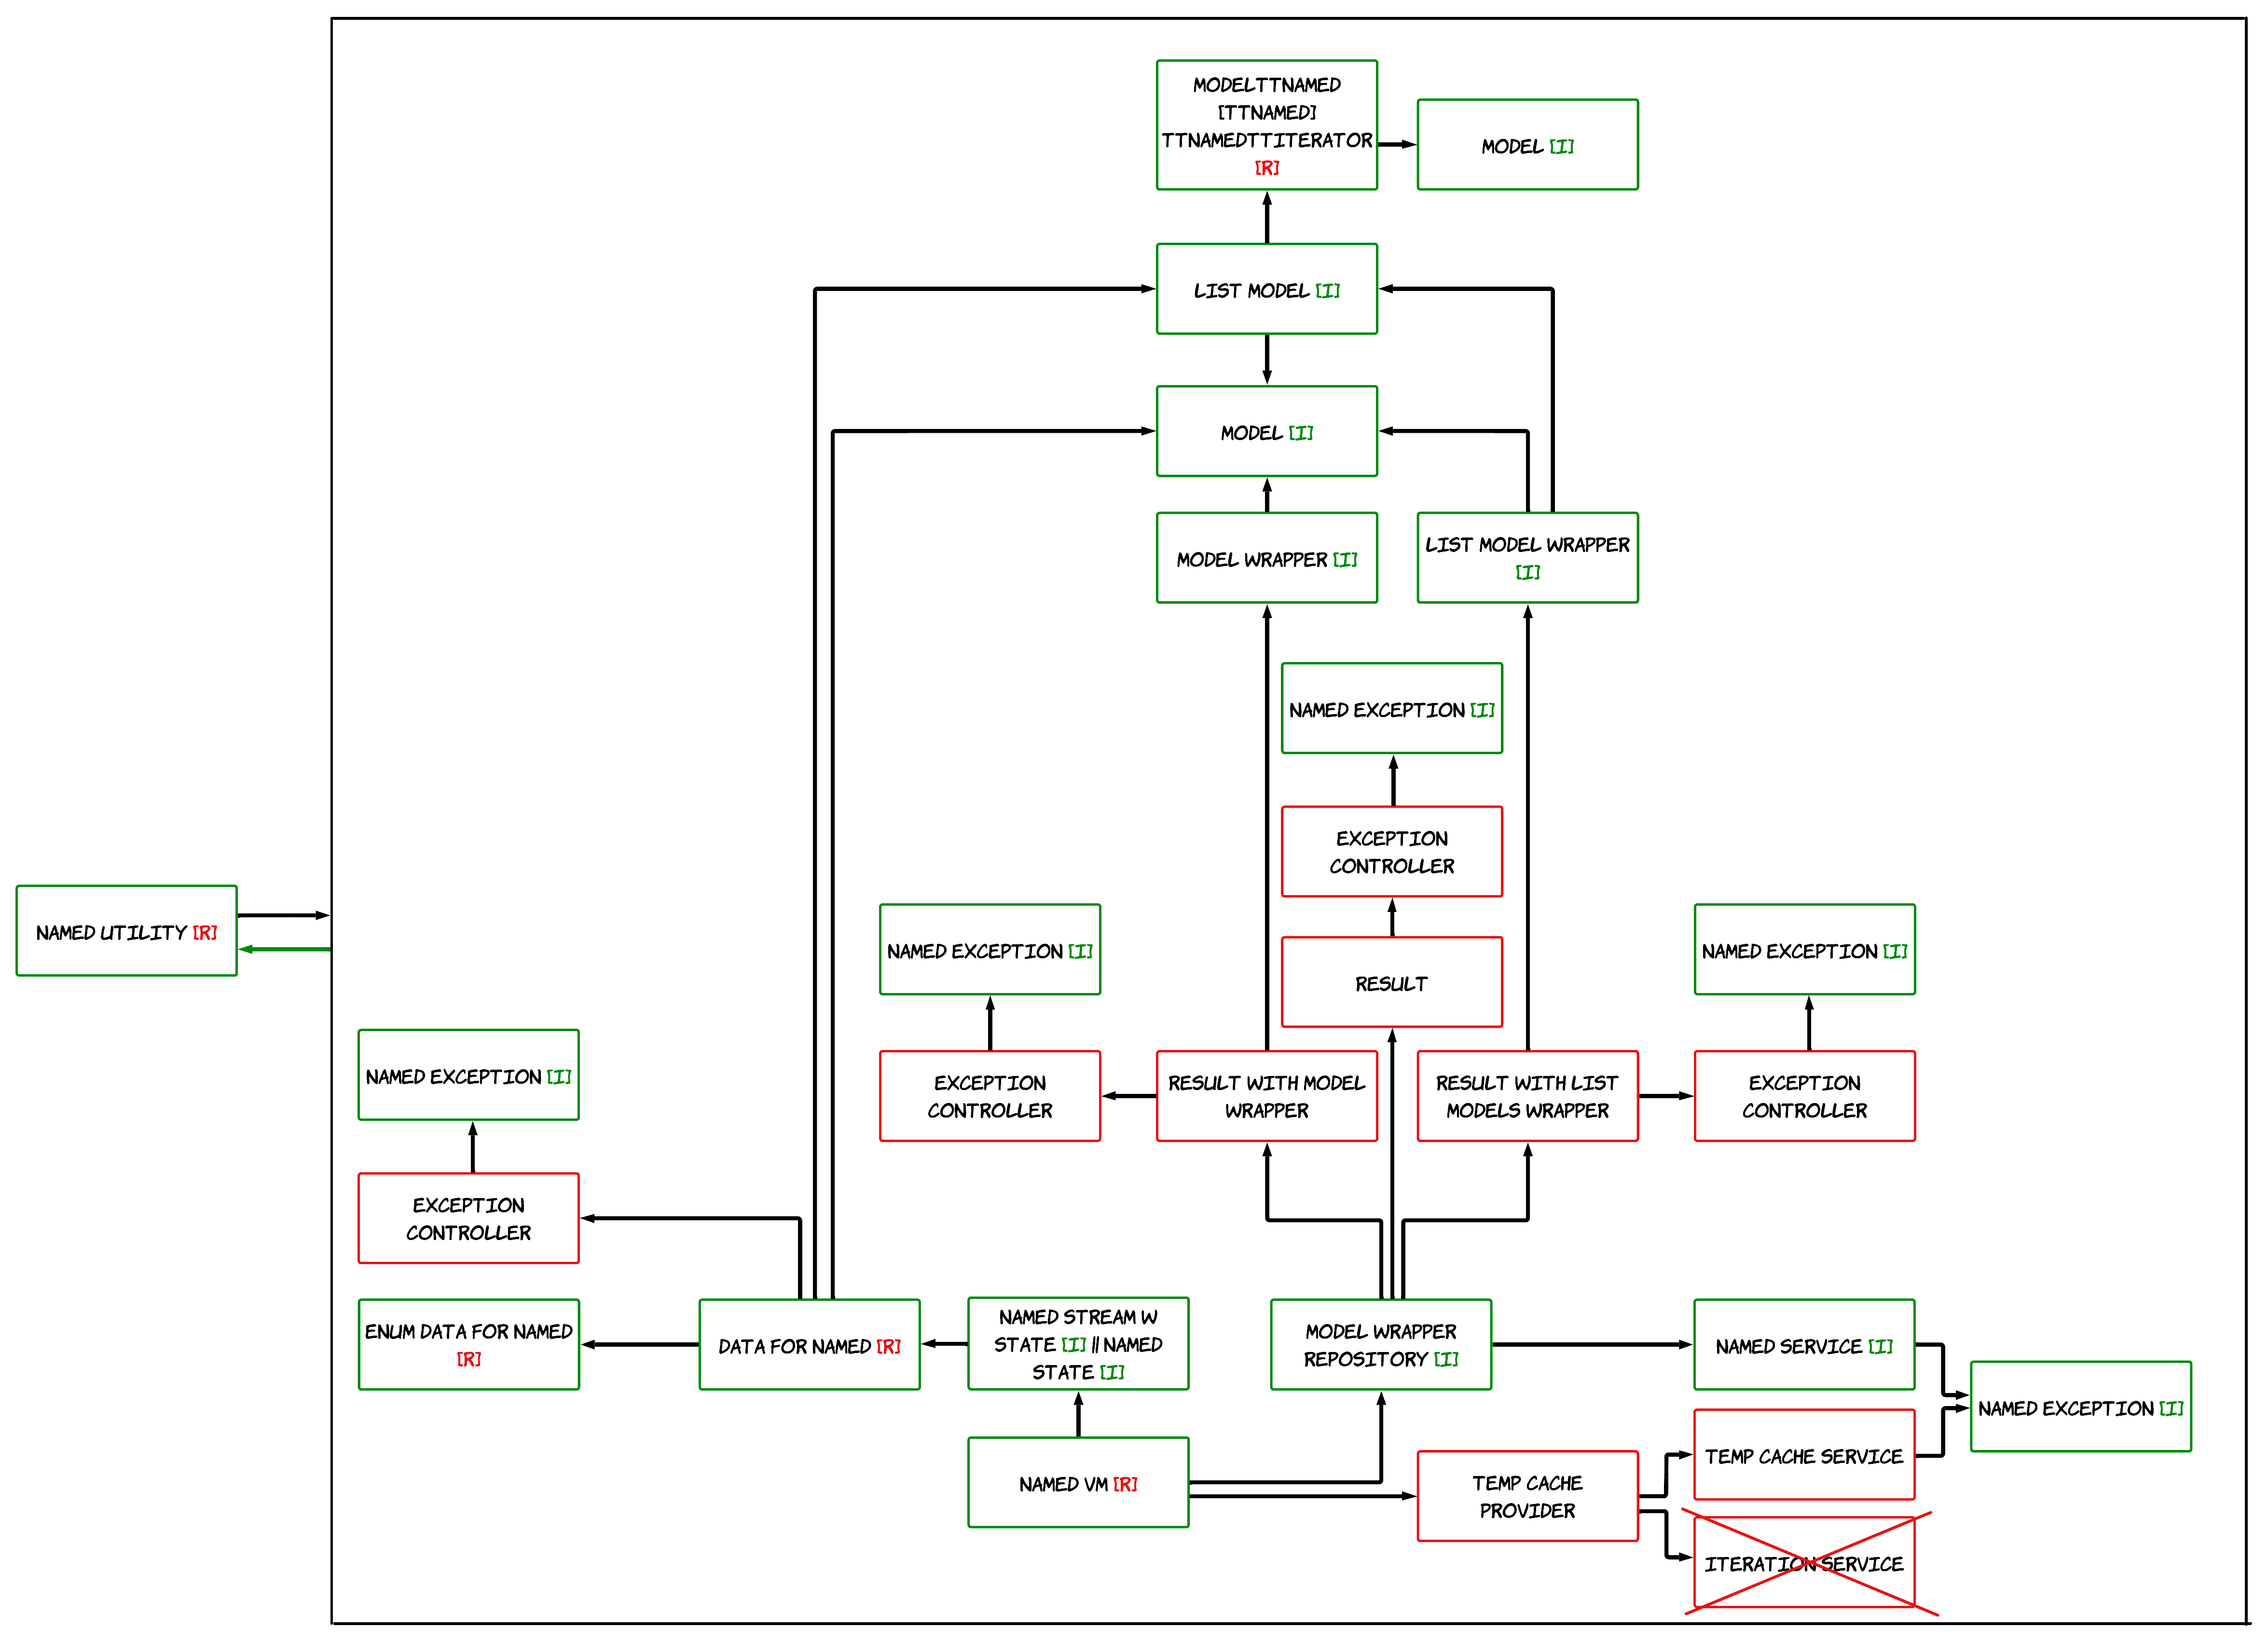 MODELTTNAMED
[TTNAMED]
TTNAMEDTTITERATOR
[R]
MODEL [I]
LIST MODEL [I]
MODEL [I]
MODEL WRAPPER [I]
LIST MODEL WRAPPER
[I]
NAMED EXCEPTION [I]
EXCEPTION
CONTROLLER
NAMED UTILITY [R]
NAMED EXCEPTION [I]
RESULT
NAMED EXCEPTION [I]
NAMED EXCEPTION [I]
EXCEPTION
CONTROLLER
RESULT WITH MODEL
WRAPPER
RESULT WITH LIST
MODELS WRAPPER
EXCEPTION
CONTROLLER
EXCEPTION
CONTROLLER
ENUM DATA FOR NAMED
[R]
DATA FOR NAMED [R]
NAMED STREAM W
STATE [I] // NAMED
STATE [I]
MODEL WRAPPER
REPOSITORY [I]
NAMED SERVICE [I]
NAMED EXCEPTION [I]
NAMED VM [R]
TEMP CACHE
PROVIDER
TEMP CACHE SERVICE
ITERATION SERVICE